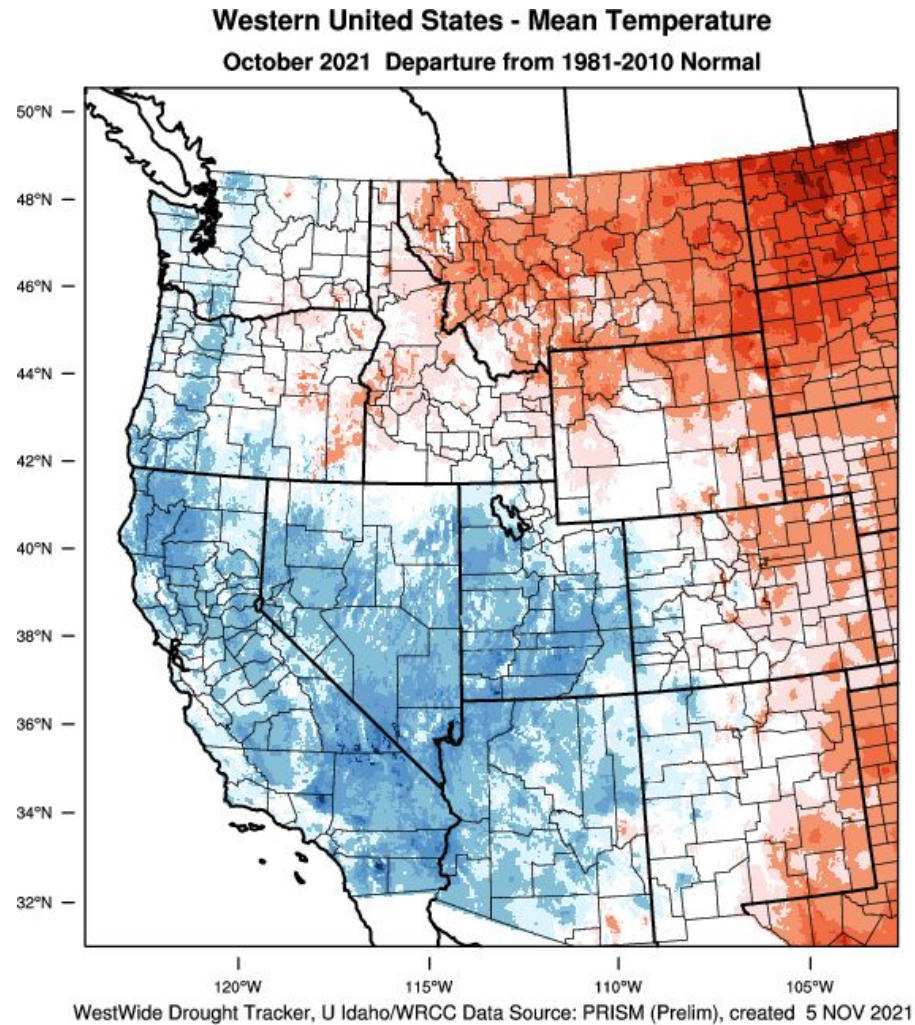 Western United States - Mean Temperature
October 2021  Departure from 1981-2010 Normal
50°N
48°N
46°N
44°N
42°N
40°N
38°N
36°N
34°N
32°N
120°W
115°W
110°W
105°W
WestWide Drought Tracker, U Idaho/WRCC Data Source: PRISM (Prelim), created  5 NOV 2021